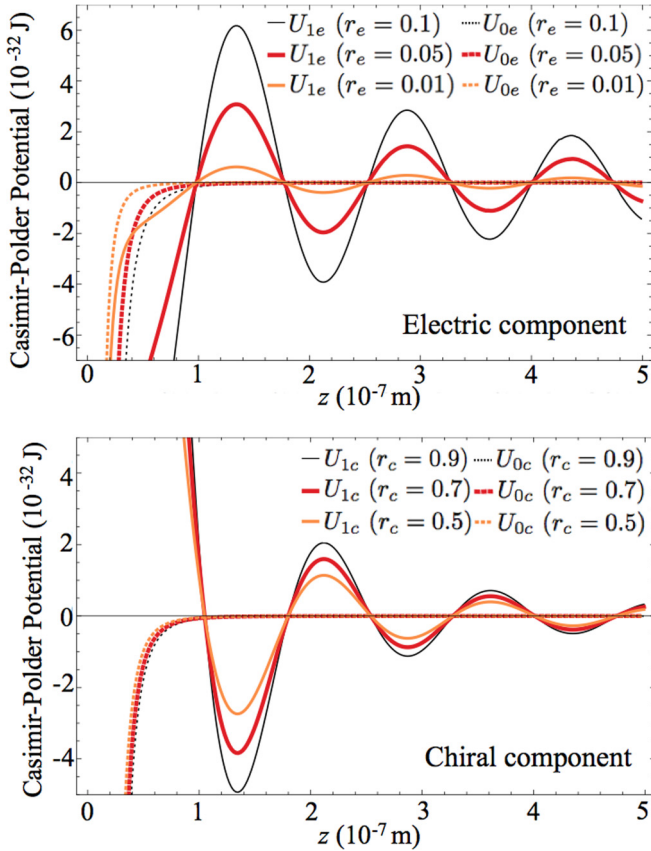 U1e (re = 0.1) U0e (re = 0.1)
U1e (re = 0.05) U0e (re = 0.05)
U1e (re = 0.01) U0e (re = 0.01)
Casimir-Polder Potential (10^-32 J)
6
4
2
0
-2
-4
-6
Electric component
0 1 2 3 4 5
z (10^-7 m)
U1c (rc = 0.9) U0c (rc = 0.9)
U1c (rc = 0.7) U0c (rc = 0.7)
U1c (rc = 0.5) U0c (rc = 0.5)
Casimir-Polder Potential (10^-32 J)
4
2
0
-2
-4
Chiral component
0 1 2 3 4 5
z (10^-7 m)